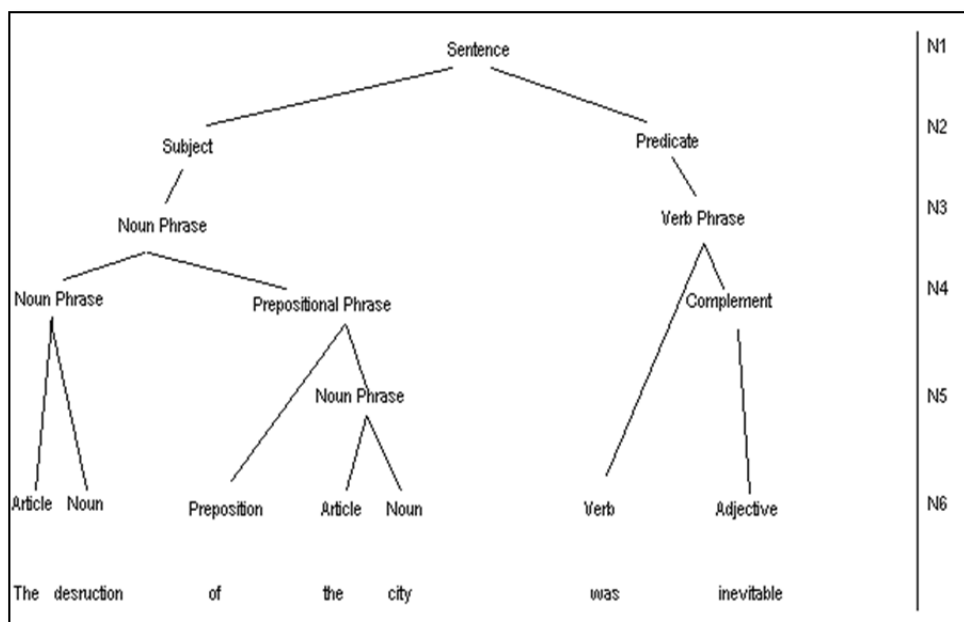 Sentence N1
Subject Predicate N2
Noun Phrase Verb Phrase N3
Noun Phrase Prepositional Phrase Complement N4
Noun Phrase N5
Article Noun Preposition Article Noun Verb Adjective N6
The desruction of the city was inevitable